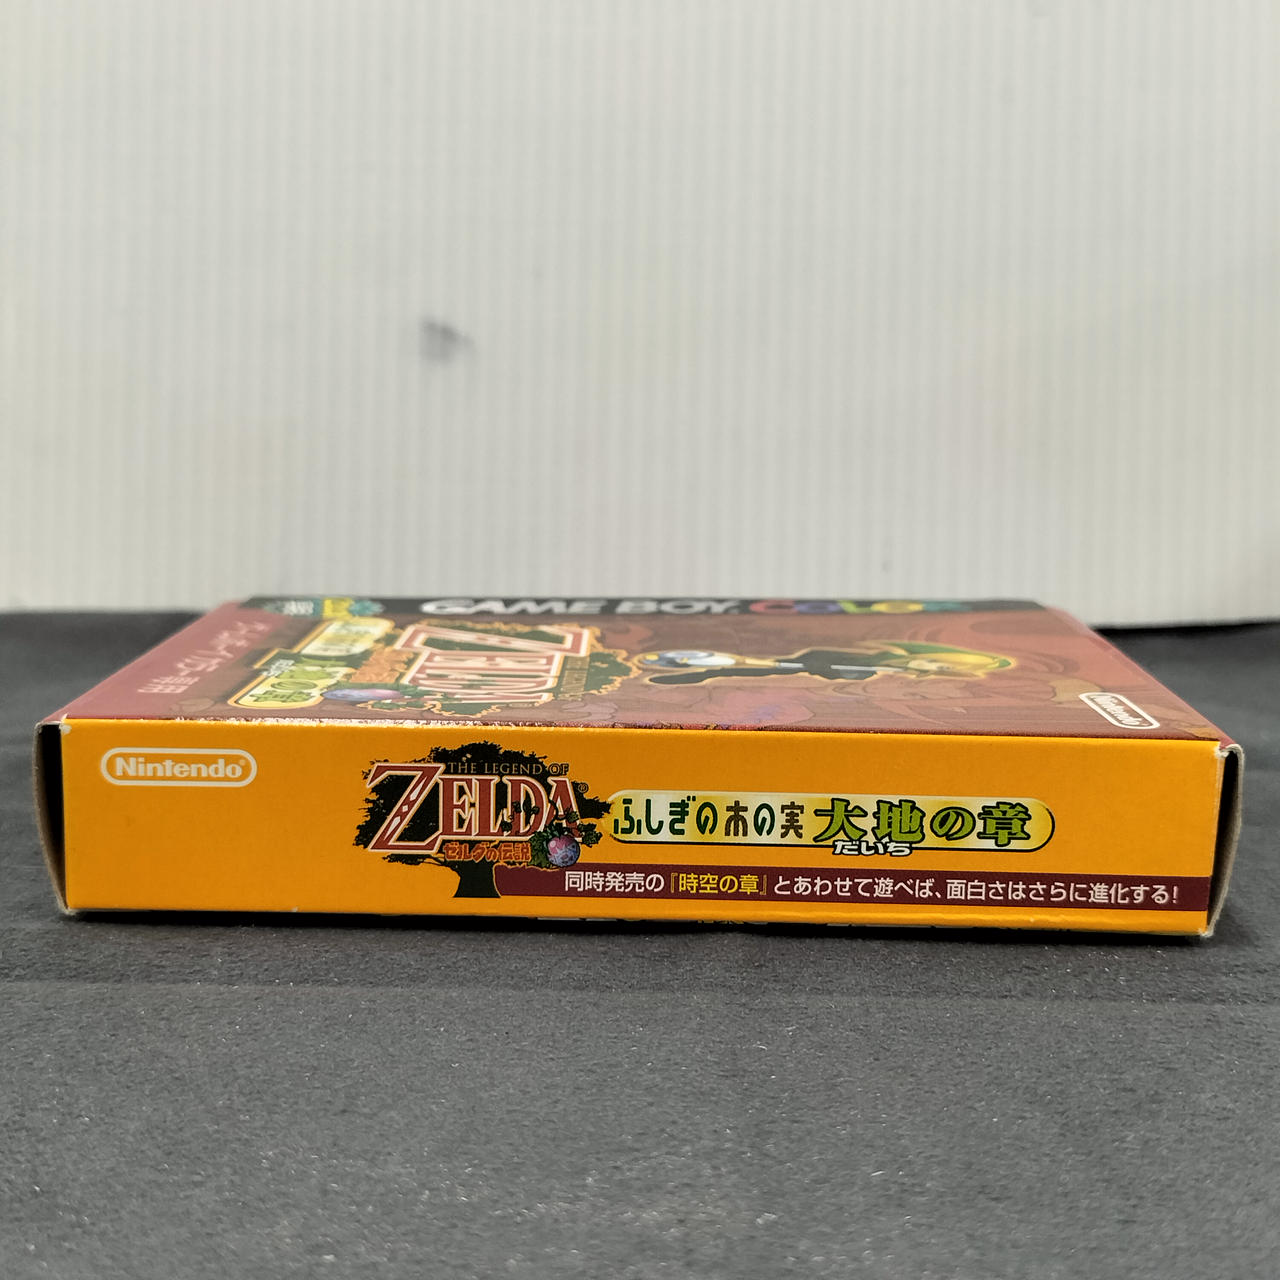 GAME BOY COLOR
ZELDA
Nintendo
Nintendo®
THE LEGEND OF
ZELDA®
ゼルダの伝説
ふしぎの木の実 大地の章
だいち
同時発売の『時空の章』とあわせて遊べば、面白さはさらに進化する!